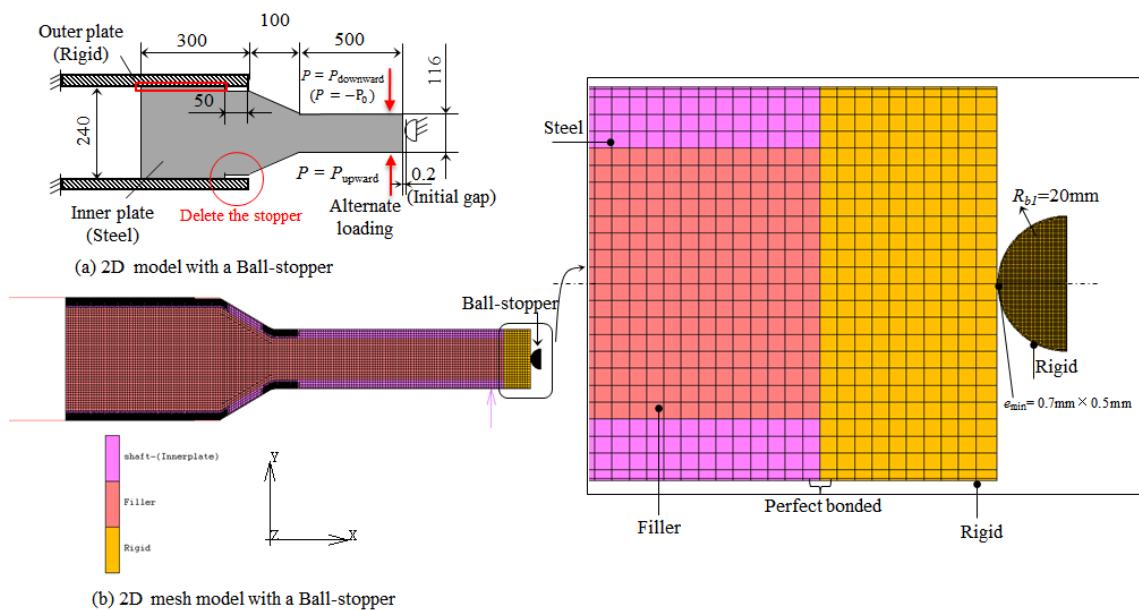 Outer plate
(Rigid)
300
100
500
P = P_downward
(P = −P_0)
116
50
240
P = P_upward
0.2
(Initial gap)
Inner plate
(Steel)
Delete the stopper
Alternate
loading
(a) 2D model with a Ball-stopper
Ball-stopper
shaft-(Innerplate)
Filler
Rigid
Y
Z
X
(b) 2D mesh model with a Ball-stopper
Steel
R_b1=20mm
Rigid
e_min= 0.7mm × 0.5mm
Perfect bonded
Filler
Rigid